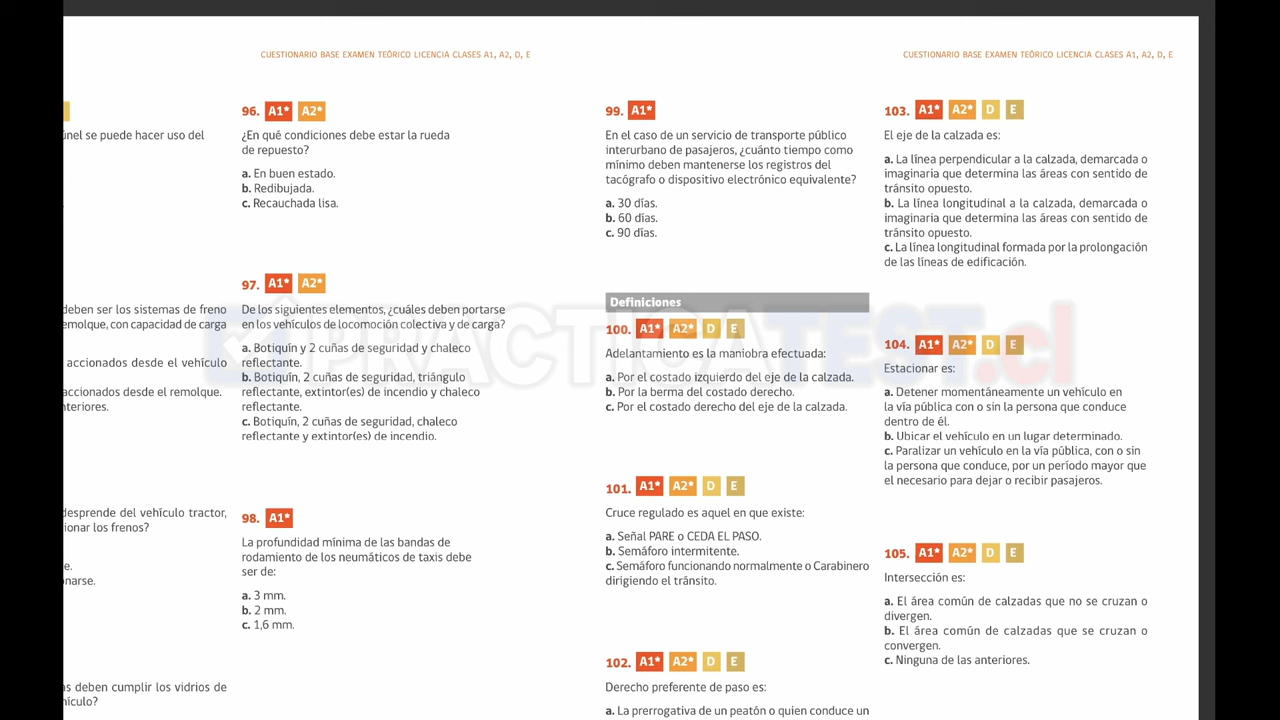 CUESTIONARIO BASE EXAMEN TEÓRICO LICENCIA CLASES A1, A2, D, E
se puede hacer uso del
deben ser los sistemas de freno
con capacidad de carga
accionados desde el vehículo
accionados desde el remolque.
desprende del vehículo tractor,
los frenos?
deben cumplir los vidrios de
96. A1* A2*
¿En qué condiciones debe estar la rueda
de repuesto?
a. En buen estado.
b. Redibujada.
c. Recauchada lisa.
97. A1* A2*
De los siguientes elementos, ¿cuáles deben portarse
en los vehículos de locomoción colectiva y de carga?
a. Botiquín y 2 cuñas de seguridad y chaleco
reflectante.
b. Botiquín, 2 cuñas de seguridad, triángulo
reflectante, extintor(es) de incendio y chaleco
reflectante.
c. Botiquín, 2 cuñas de seguridad, chaleco
reflectante y extintor(es) de incendio.
98. A1*
La profundidad mínima de las bandas de
rodamiento de los neumáticos de taxis debe
ser de:
a. 3 mm.
b. 2 mm.
c. 1,6 mm.
CUESTIONARIO BASE EXAMEN TEÓRICO LICENCIA CLASES A1, A2, D, E
99. A1*
En el caso de un servicio de transporte público
interurbano de pasajeros, ¿cuánto tiempo como
mínimo deben mantenerse los registros del
tacógrafo o dispositivo electrónico equivalente?
a. 30 días.
b. 60 días.
c. 90 días.
Definiciones
100. A1* A2* D E
Adelantamiento es la maniobra efectuada:
a. Por el costado izquierdo del eje de la calzada.
b. Por la berma del costado derecho.
c. Por el costado derecho del eje de la calzada.
101. A1* A2* D E
Cruce regulado es aquel en que existe:
a. Señal PARE o CEDA EL PASO.
b. Semáforo intermitente.
c. Semáforo funcionando normalmente o Carabinero
dirigiendo el tránsito.
102. A1* A2* D E
Derecho preferente de paso es:
a. La prerrogativa de un peatón o quien conduce un
103. A1* A2* D E
El eje de la calzada es:
a. La línea perpendicular a la calzada, demarcada o
imaginaria que determina las áreas con sentido de
tránsito opuesto.
b. La línea longitudinal a la calzada, demarcada o
imaginaria que determina las áreas con sentido de
tránsito opuesto.
c. La línea longitudinal formada por la prolongación
de las líneas de edificación.
104. A1* A2* D E
Estacionar es:
a. Detener momentáneamente un vehículo en
la vía pública con o sin la persona que conduce
dentro de él.
b. Ubicar el vehículo en un lugar determinado.
c. Paralizar un vehículo en la vía pública, con o sin
la persona que conduce, por un período mayor que
el necesario para dejar o recibir pasajeros.
105. A1* A2* D E
Intersección es:
a. El área común de calzadas que no se cruzan o
divergen.
b. El área común de calzadas que se cruzan o
convergen.
c. Ninguna de las anteriores.
PRACTICATEST.cl